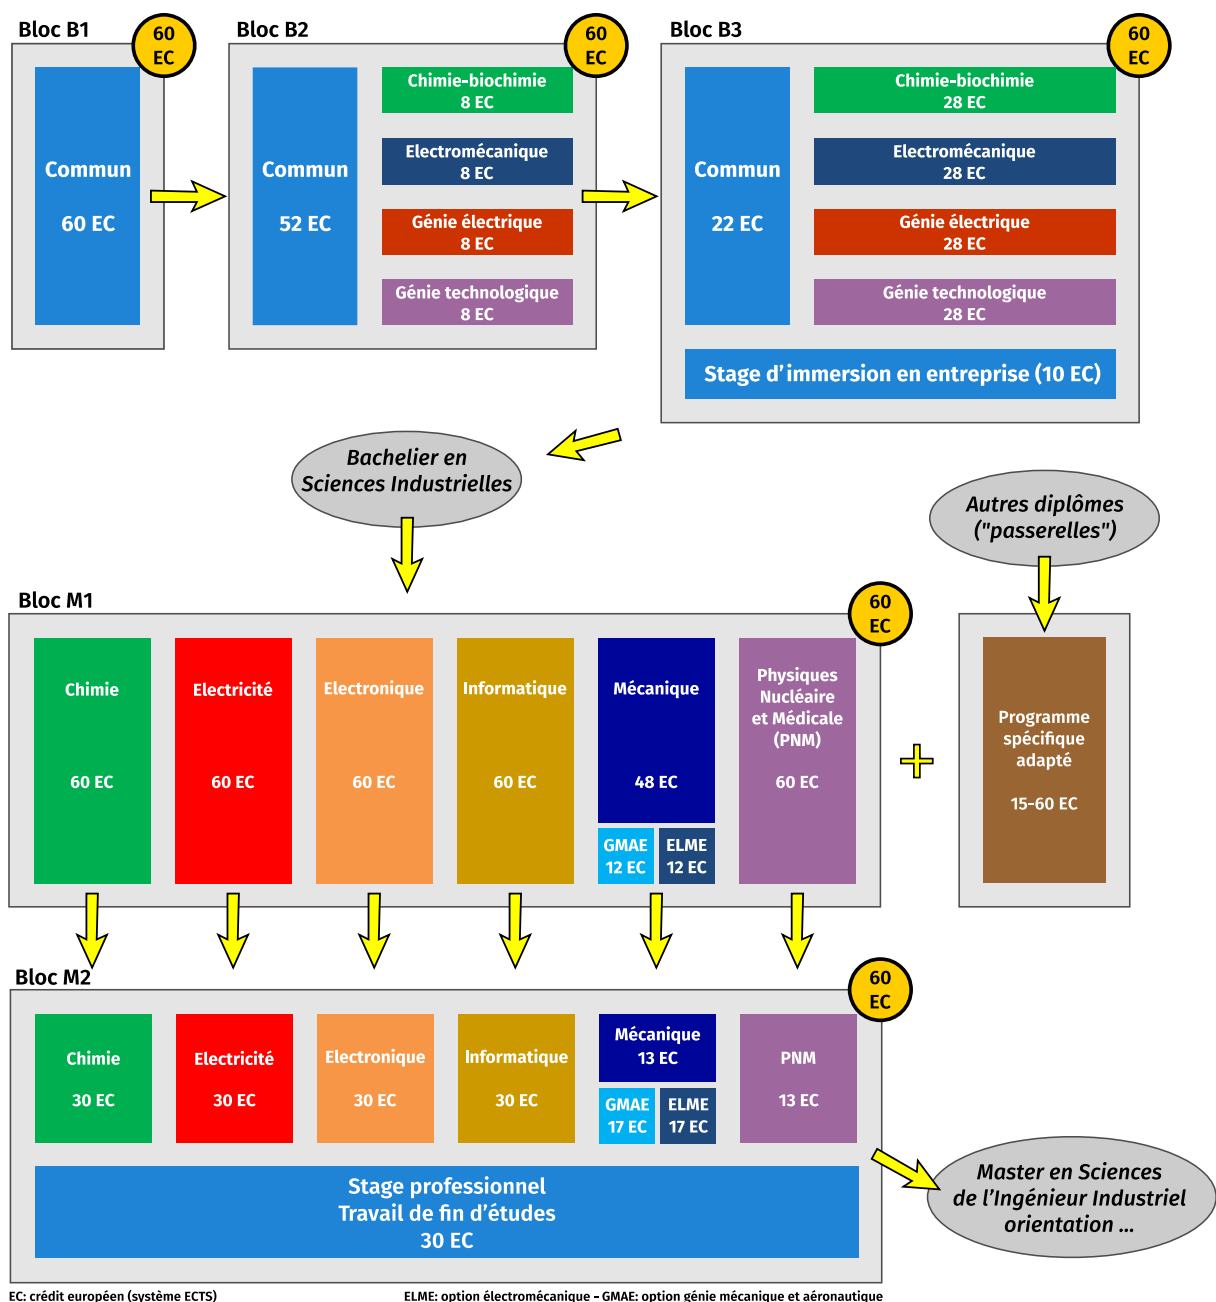 Bloc B1
60
EC
Commun
60 EC
Bloc B2
60
EC
Commun
52 EC
Chimie-biochimie
8 EC
Electromécanique
8 EC
Génie électrique
8 EC
Génie technologique
8 EC
Bloc B3
60
EC
Commun
22 EC
Chimie-biochimie
28 EC
Electromécanique
28 EC
Génie électrique
28 EC
Génie technologique
28 EC
Stage d'immersion en entreprise (10 EC)
Bachelier en
Sciences Industrielles
Autres diplômes
("passerelles")
Bloc M1
60
EC
Chimie
60 EC
Electricité
60 EC
Electronique
60 EC
Informatique
60 EC
Mécanique
48 EC
GMAE
12 EC
ELME
12 EC
Physiques
Nucléaire
et Médicale
(PNM)
60 EC
Programme
spécifique
adapté
15-60 EC
Bloc M2
60
EC
Chimie
30 EC
Electricité
30 EC
Electronique
30 EC
Informatique
30 EC
Mécanique
13 EC
GMAE
17 EC
ELME
17 EC
PNM
13 EC
Stage professionnel
Travail de fin d'études
30 EC
Master en Sciences
de l'Ingénieur Industriel
orientation ...
EC: crédit européen (système ECTS)
ELME: option électromécanique - GMAE: option génie mécanique et aéronautique